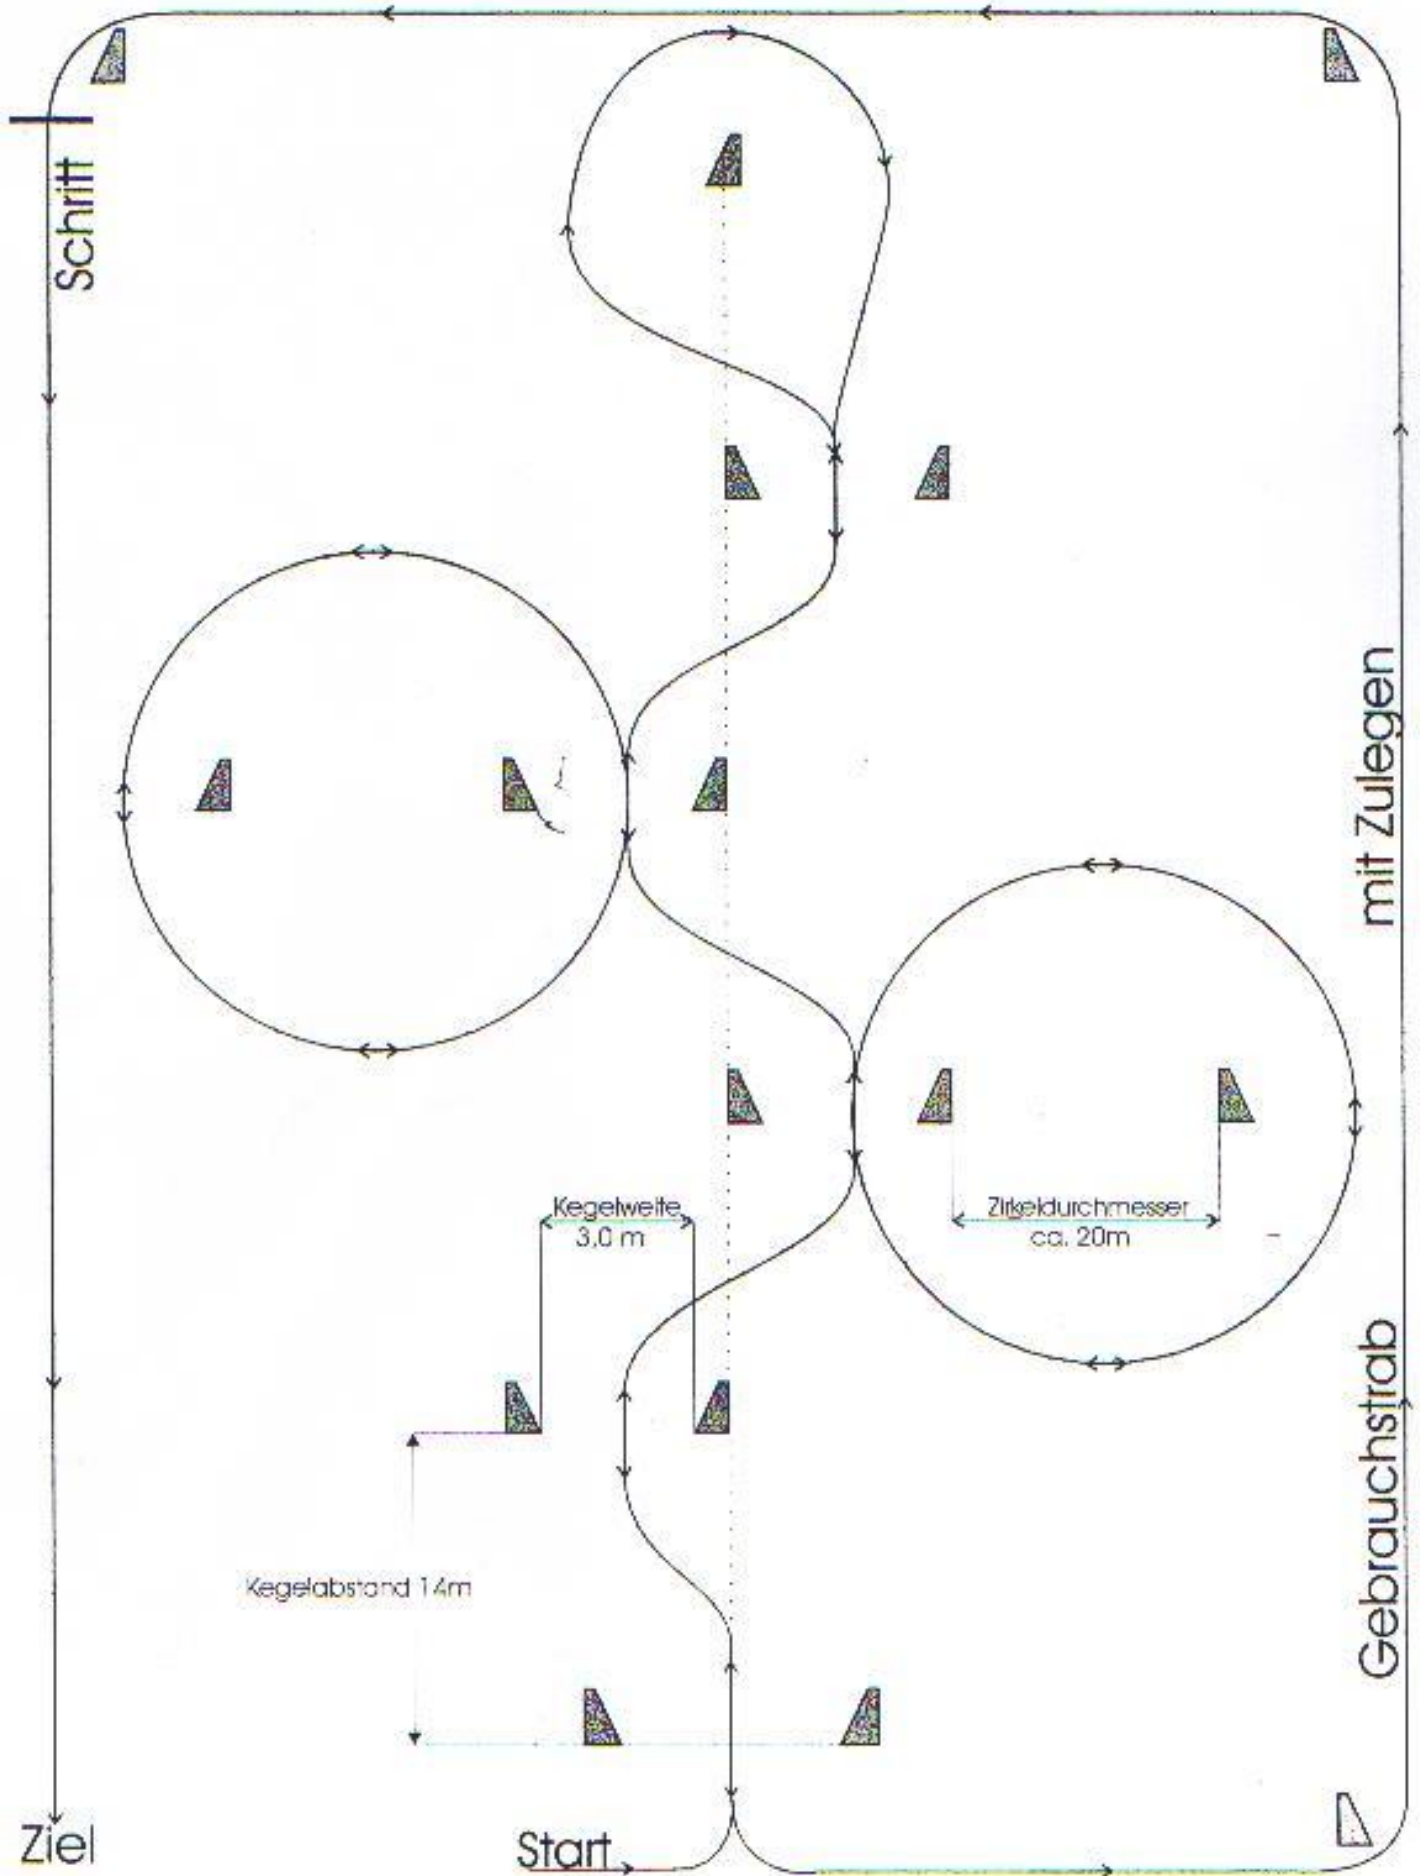 Schritt
mit Zulegen
Kegelweite
3,0 m
Zirkeldurchmesser
ca. 20m
Gebrauchstrab
Kegelabstand 14m
Ziel
Start